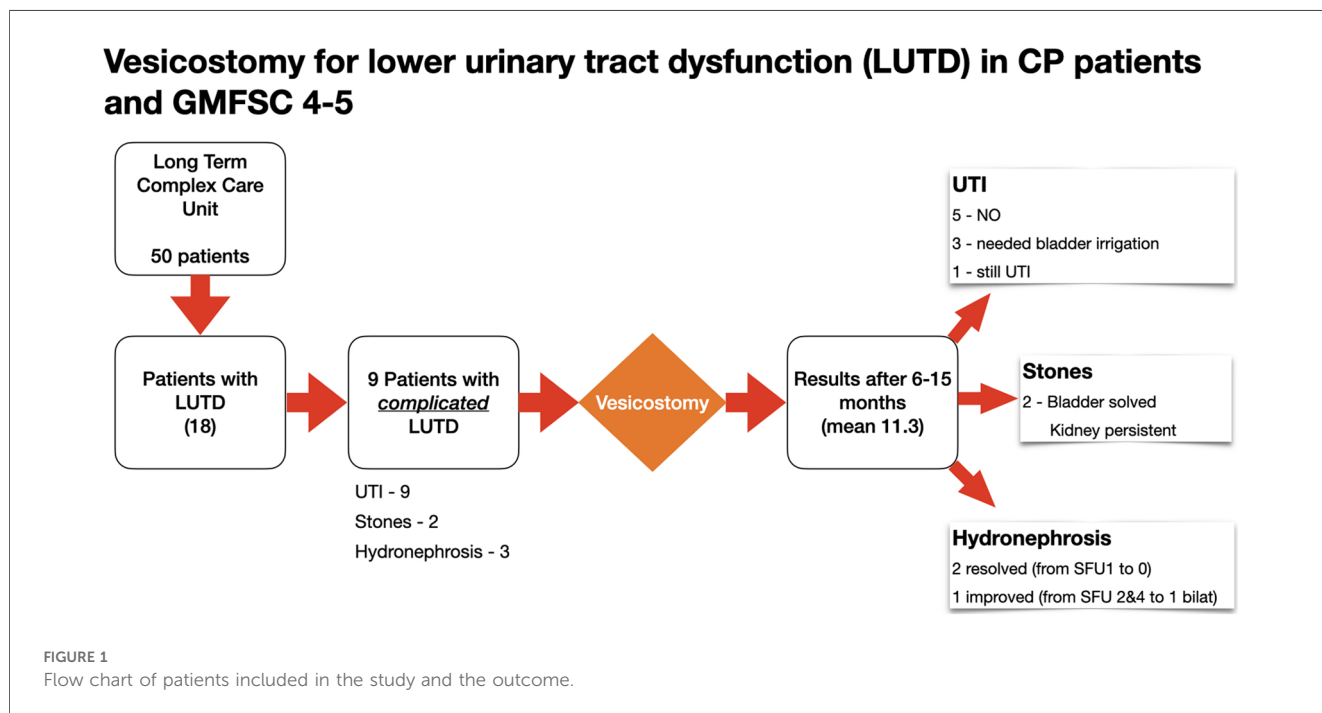 Vesicostomy for lower urinary tract dysfunction (LUTD) in CP patients
and GMFSC 4-5
Long Term
Complex Care
Unit
50 patients
Patients with
LUTD
(18)
9 Patients with
complicated
LUTD
UTI - 9
Stones - 2
Hydronephrosis - 3
Vesicostomy
Results after 6-15
months
(mean 11.3)
UTI
5 - NO
3 - needed bladder irrigation
1 - still UTI
Stones
2 - Bladder solved
Kidney persistent
Hydronephrosis
2 resolved (from SFU1 to 0)
1 improved (from SFU 2&4 to 1 bilat)
FIGURE 1
Flow chart of patients included in the study and the outcome.